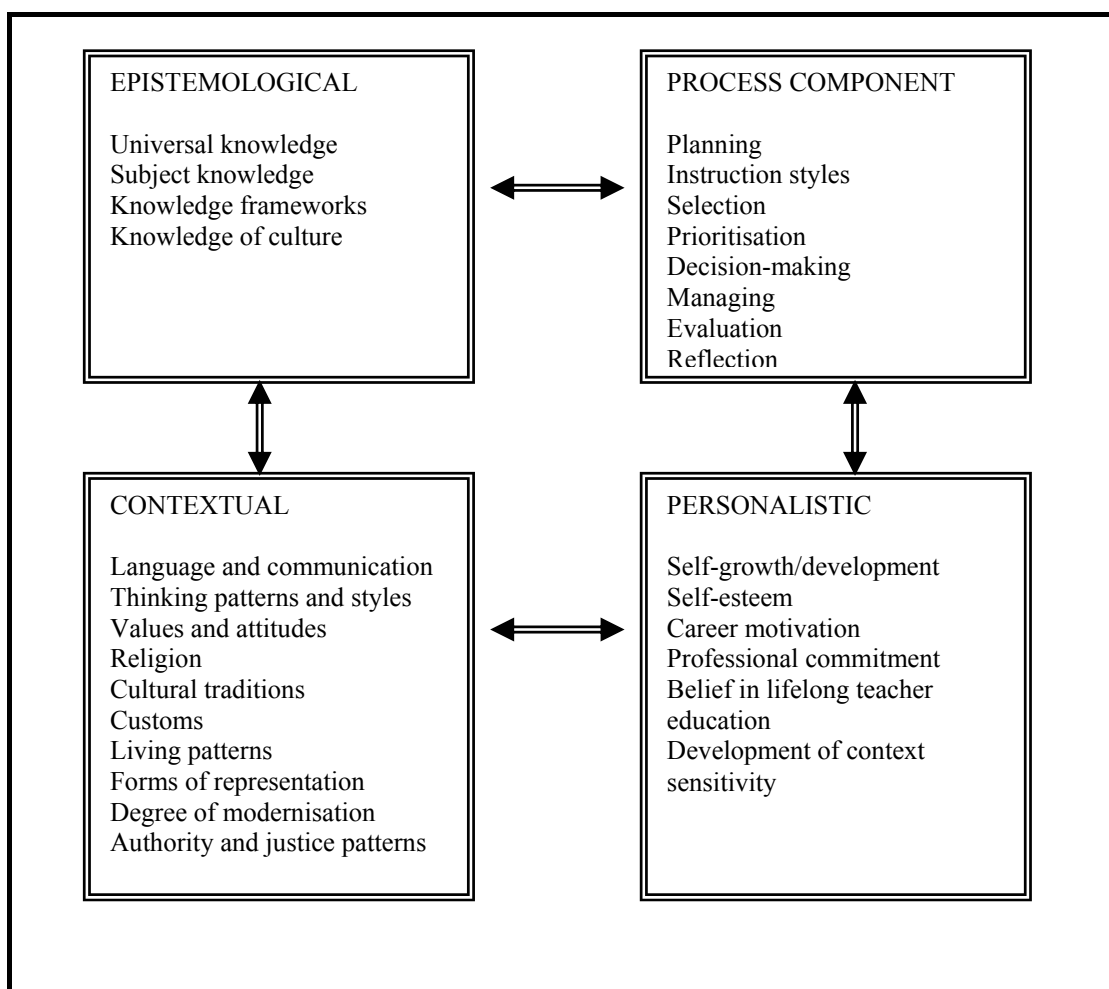 EPISTEMOLOGICAL
Universal knowledge
Subject knowledge
Knowledge frameworks
Knowledge of culture
PROCESS COMPONENT
Planning
Instruction styles
Selection
Prioritisation
Decision-making
Managing
Evaluation
Reflection
CONTEXTUAL
Language and communication
Thinking patterns and styles
Values and attitudes
Religion
Cultural traditions
Customs
Living patterns
Forms of representation
Degree of modernisation
Authority and justice patterns
PERSONALISTIC
Self-growth/development
Self-esteem
Career motivation
Professional commitment
Belief in lifelong teacher
education
Development of context
sensitivity